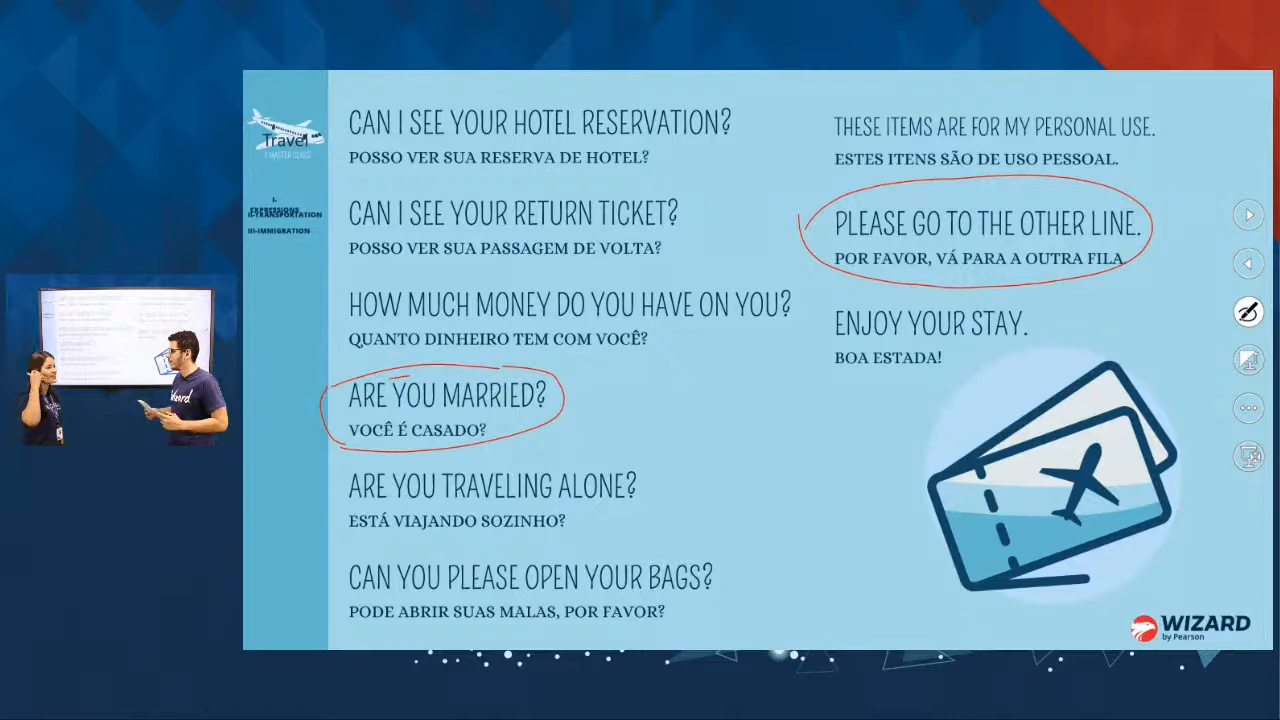 Travel
MASTER CLASS
I-
EXPRESSIONS
II-TRANSPORTATION
III-IMMIGRATION
CAN I SEE YOUR HOTEL RESERVATION?
POSSO VER SUA RESERVA DE HOTEL?
CAN I SEE YOUR RETURN TICKET?
POSSO VER SUA PASSAGEM DE VOLTA?
HOW MUCH MONEY DO YOU HAVE ON YOU?
QUANTO DINHEIRO TEM COM VOCÊ?
ARE YOU MARRIED?
VOCÊ É CASADO?
ARE YOU TRAVELING ALONE?
ESTÁ VIAJANDO SOZINHO?
CAN YOU PLEASE OPEN YOUR BAGS?
PODE ABRIR SUAS MALAS, POR FAVOR?
THESE ITEMS ARE FOR MY PERSONAL USE.
ESTES ITENS SÃO DE USO PESSOAL.
PLEASE GO TO THE OTHER LINE.
POR FAVOR, VÁ PARA A OUTRA FILA.
ENJOY YOUR STAY.
BOA ESTADA!
WIZARD
by Pearson